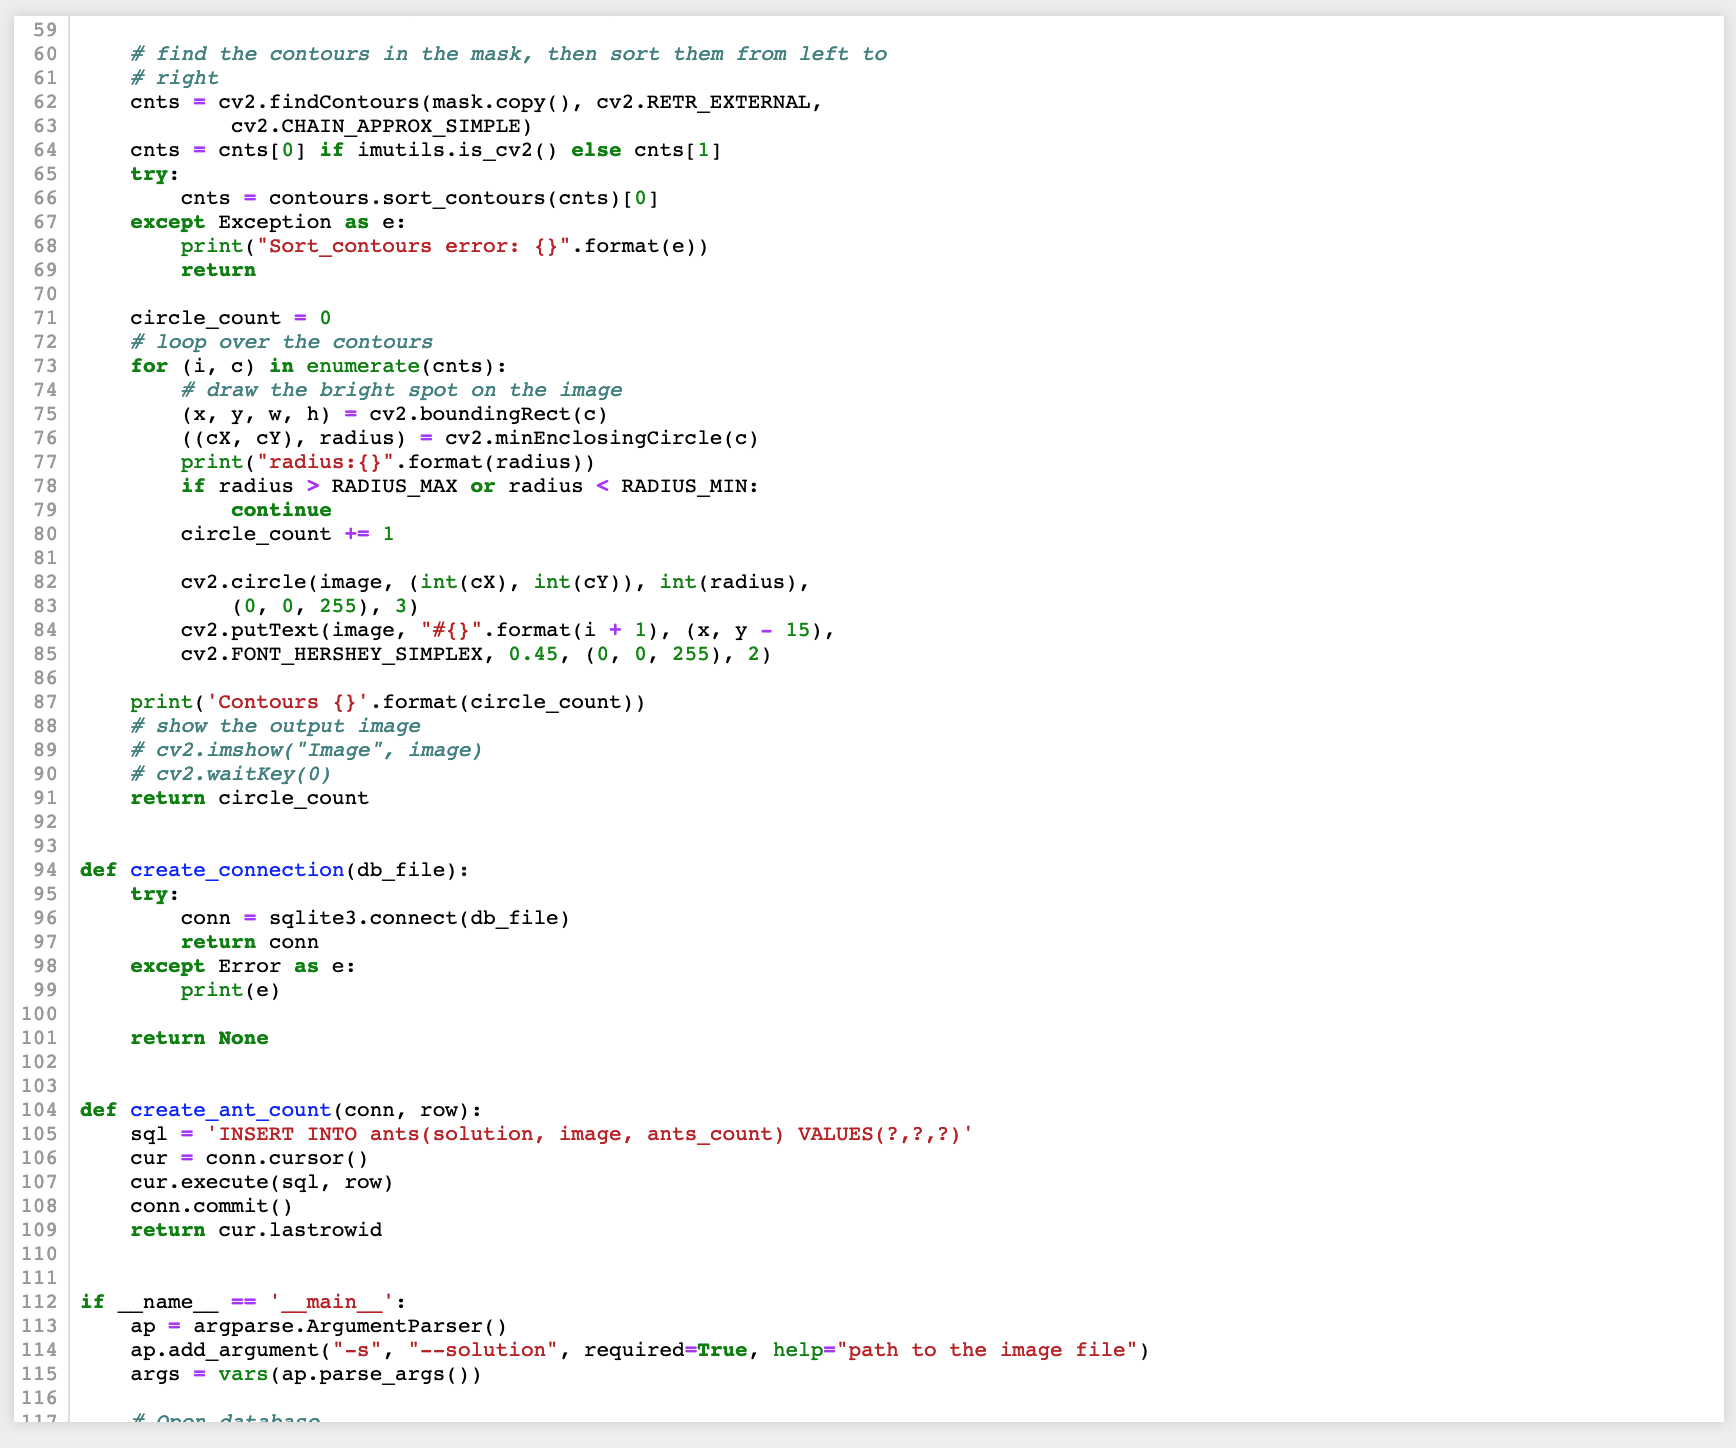 59
60     # find the contours in the mask, then sort them from left to
61     # right
62     cnts = cv2.findContours(mask.copy(), cv2.RETR_EXTERNAL,
63             cv2.CHAIN_APPROX_SIMPLE)
64     cnts = cnts[0] if imutils.is_cv2() else cnts[1]
65     try:
66         cnts = contours.sort_contours(cnts)[0]
67     except Exception as e:
68         print("Sort_contours error: {}".format(e))
69         return
70
71     circle_count = 0
72     # loop over the contours
73     for (i, c) in enumerate(cnts):
74         # draw the bright spot on the image
75         (x, y, w, h) = cv2.boundingRect(c)
76         ((cX, cY), radius) = cv2.minEnclosingCircle(c)
77         print("radius:{}".format(radius))
78         if radius > RADIUS_MAX or radius < RADIUS_MIN:
79             continue
80         circle_count += 1
81
82         cv2.circle(image, (int(cX), int(cY)), int(radius),
83             (0, 0, 255), 3)
84         cv2.putText(image, "#{}".format(i + 1), (x, y - 15),
85         cv2.FONT_HERSHEY_SIMPLEX, 0.45, (0, 0, 255), 2)
86
87     print('Contours {}'.format(circle_count))
88     # show the output image
89     # cv2.imshow("Image", image)
90     # cv2.waitKey(0)
91     return circle_count
92
93
94 def create_connection(db_file):
95     try:
96         conn = sqlite3.connect(db_file)
97         return conn
98     except Error as e:
99         print(e)
100
101     return None
102
103
104 def create_ant_count(conn, row):
105     sql = 'INSERT INTO ants(solution, image, ants_count) VALUES(?,?,?)'
106     cur = conn.cursor()
107     cur.execute(sql, row)
108     conn.commit()
109     return cur.lastrowid
110
111
112 if __name__ == '__main__':
113     ap = argparse.ArgumentParser()
114     ap.add_argument("-s", "--solution", required=True, help="path to the image file")
115     args = vars(ap.parse_args())
116
117     # Open database